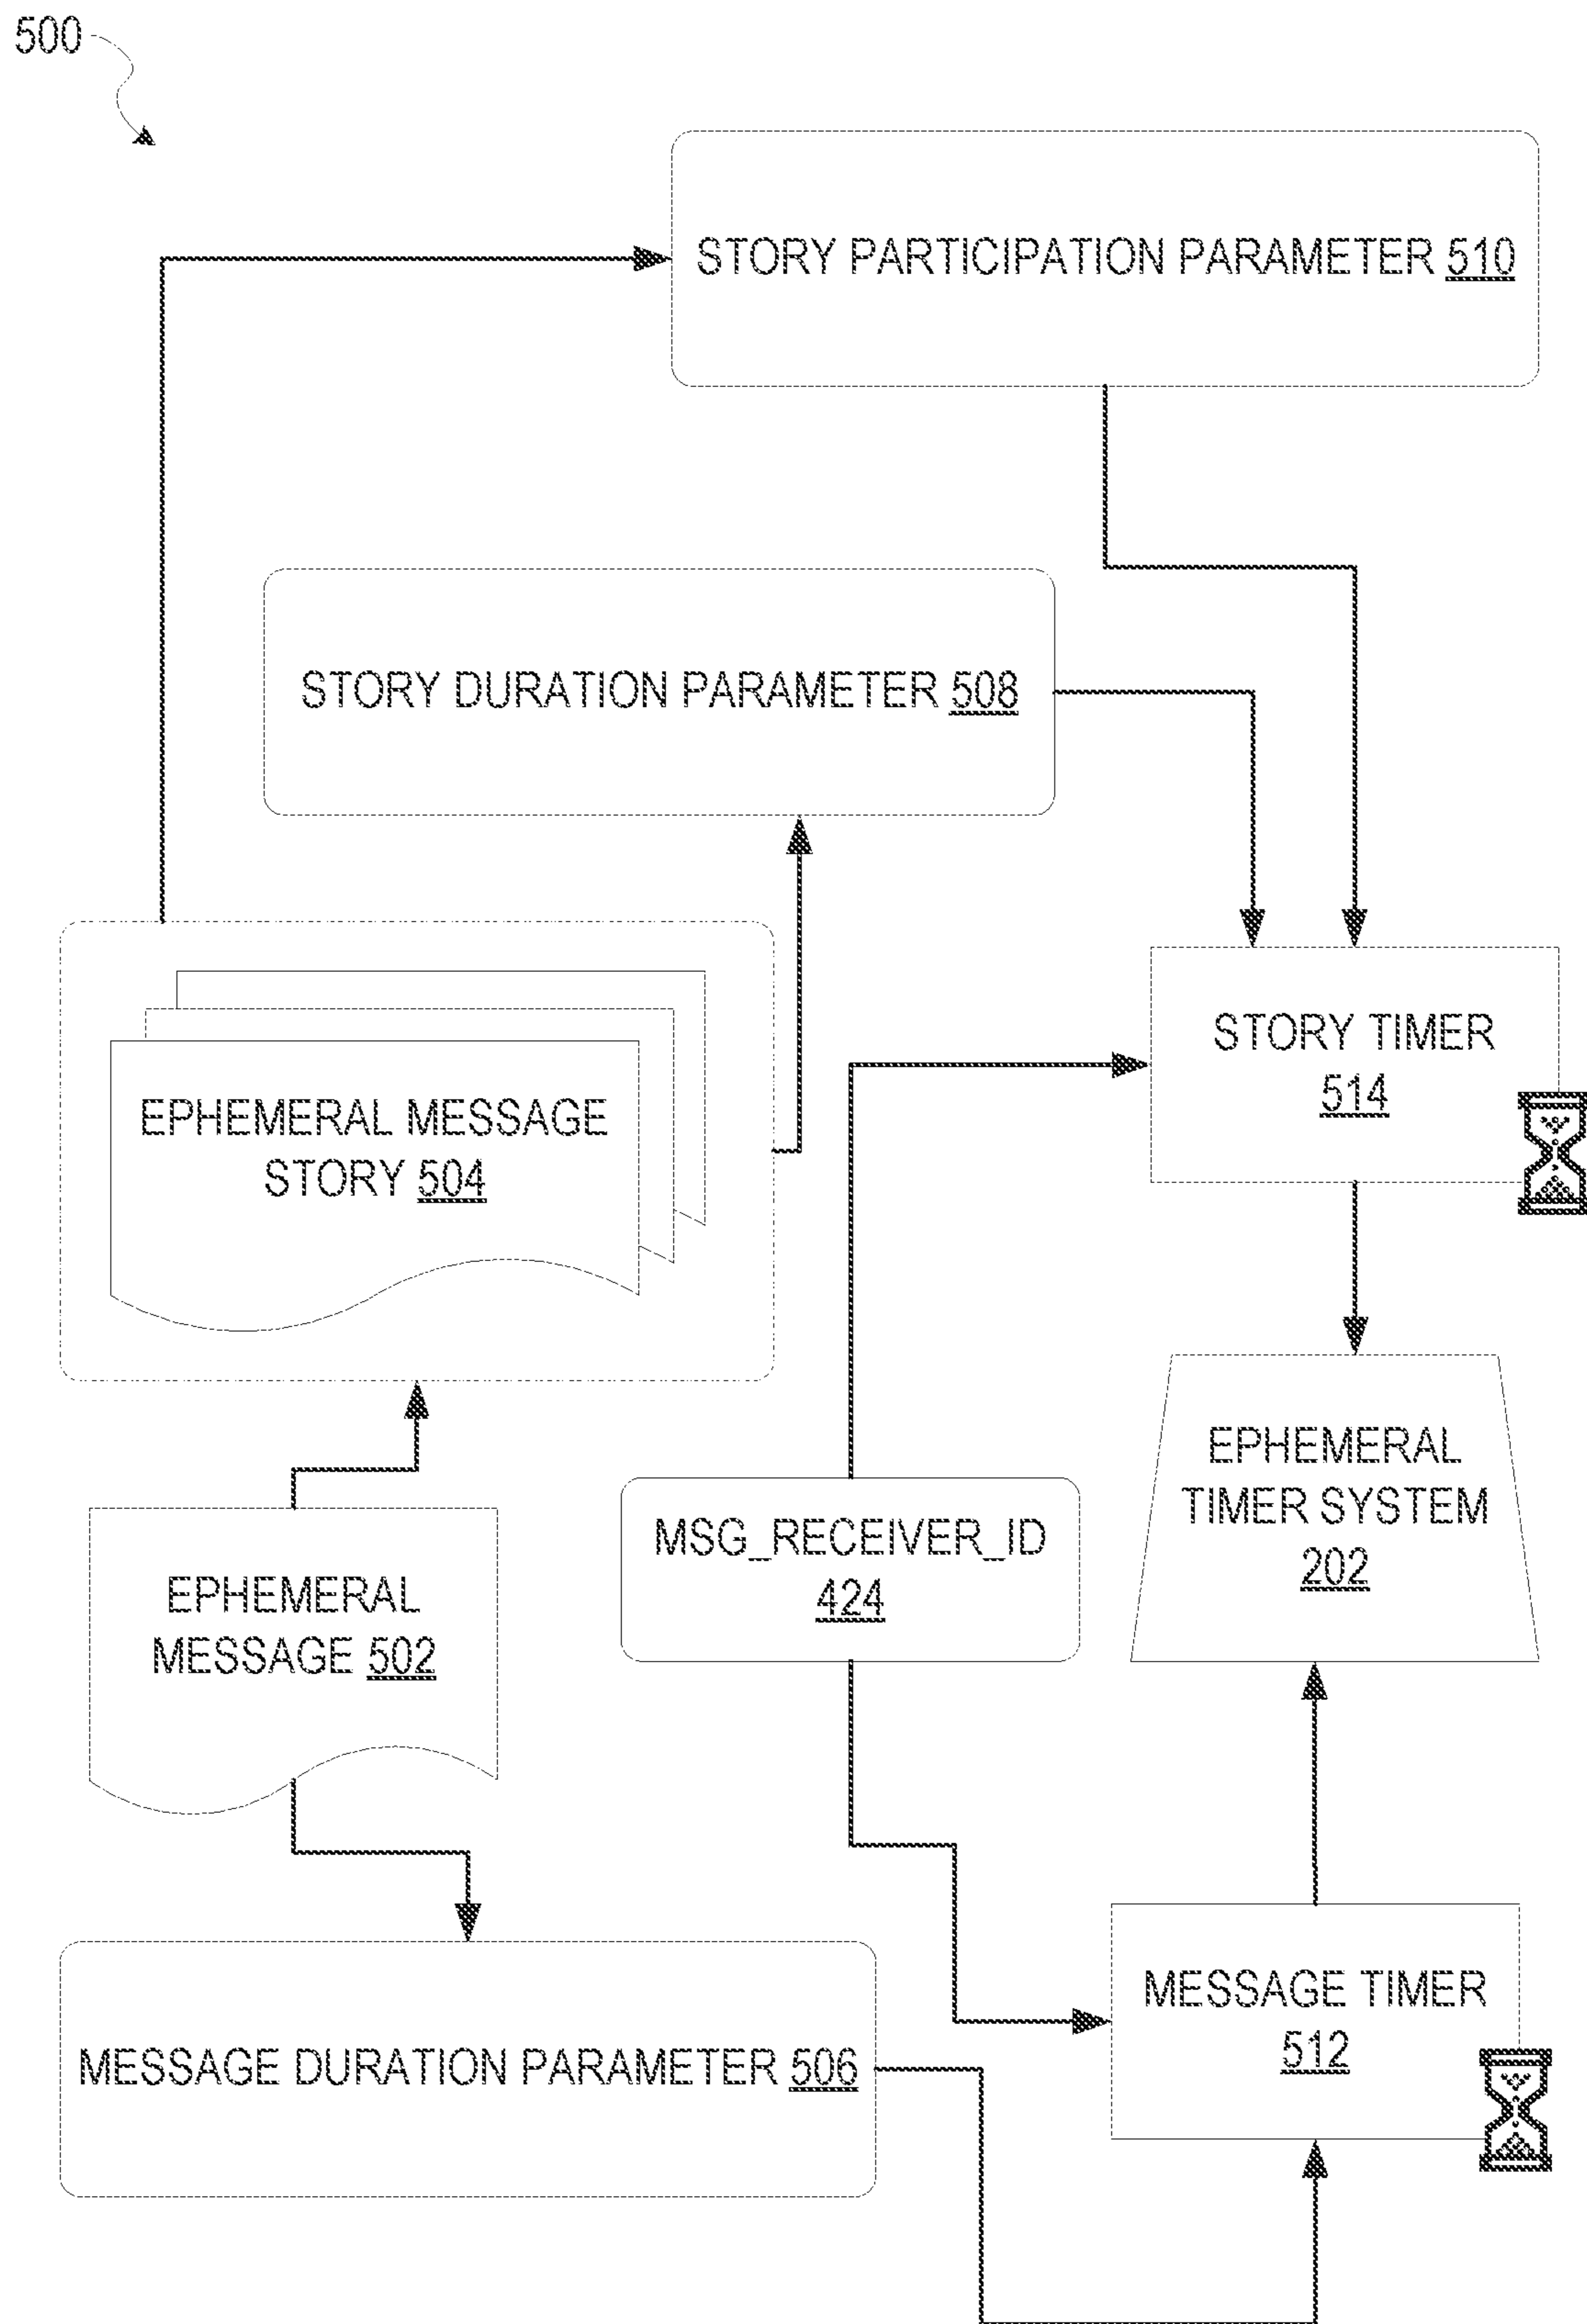 500
STORY PARTICIPATION PARAMETER 510
STORY DURATION PARAMETER 508
STORY TIMER
514
EPHEMERAL MESSAGE
STORY 504
EPHEMERAL
TIMER SYSTEM
202
MSG_RECEIVER_ID
424
EPHEMERAL
MESSAGE 502
MESSAGE TIMER
512
MESSAGE DURATION PARAMETER 506